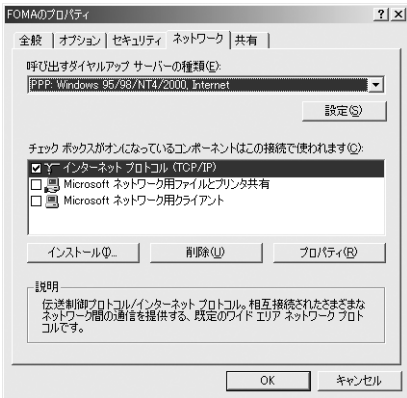 FOMAのプロパティ
全般 オプション セキュリティ ネットワーク 共有
呼び出すダイヤルアップ サーバーの種類(E):
PPP: Windows 95/98/NT4/2000, Internet
設定(S)
チェック ボックスがオンになっているコンポーネントはこの接続で使われます(C):
インターネット プロトコル (TCP/IP)
Microsoft ネットワーク用ファイルとプリンタ共有
Microsoft ネットワーク用クライアント
インストール(I)... 削除(U) プロパティ(R)
説明
伝送制御プロトコル/インターネット プロトコル。相互接続されたさまざまな
ネットワーク間の通信を提供する、既定のワイド エリア ネットワーク プロト
コルです。
OK キャンセル